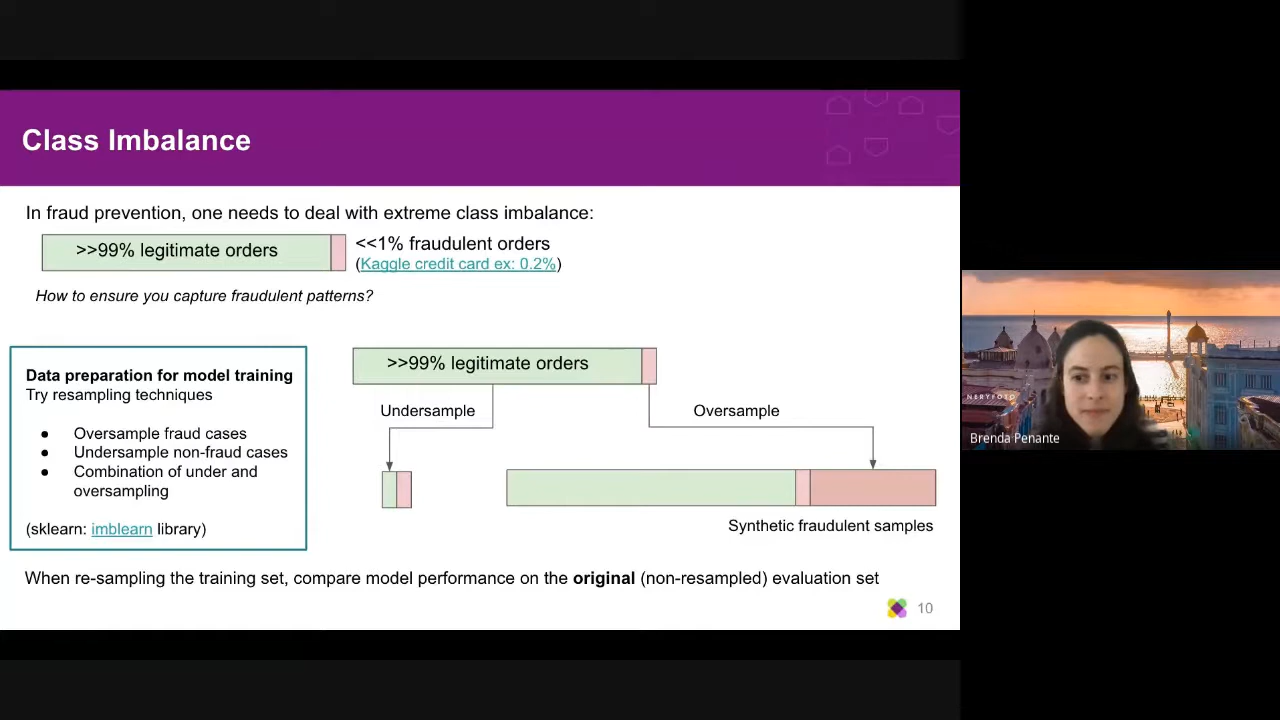 Class Imbalance
In fraud prevention, one needs to deal with extreme class imbalance:
>>99% legitimate orders
<<1% fraudulent orders
(Kaggle credit card ex: 0.2%)
How to ensure you capture fraudulent patterns?
Data preparation for model training
Try resampling techniques
● Oversample fraud cases
● Undersample non-fraud cases
● Combination of under and
oversampling
(sklearn: imblearn library)
>>99% legitimate orders
Undersample
Oversample
Synthetic fraudulent samples
When re-sampling the training set, compare model performance on the original (non-resampled) evaluation set
10
NERYFOTO
Brenda Penante